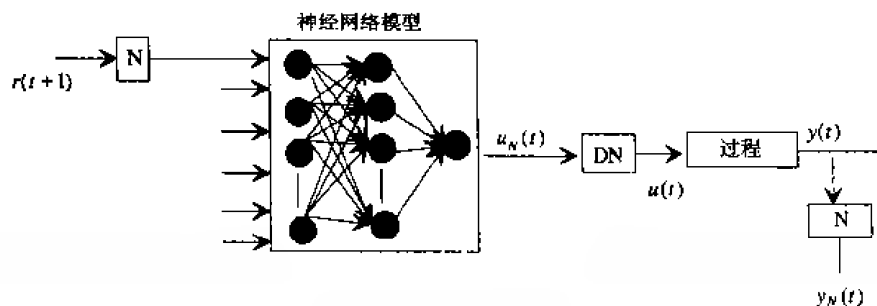 神经网络模型
N
r(t+1)
u_N(t)
DN
u(t)
过程
y(t)
N
y_N(t)